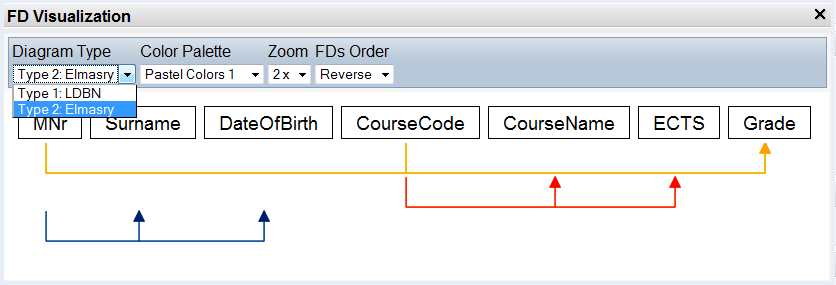 FD Visualization
Diagram Type Color Palette Zoom FDs Order
Type 2: Elmasry Pastel Colors 1 2 x Reverse
Type 1: LDBN
Type 2: Elmasry
MNr Surname DateOfBirth CourseCode CourseName ECTS Grade